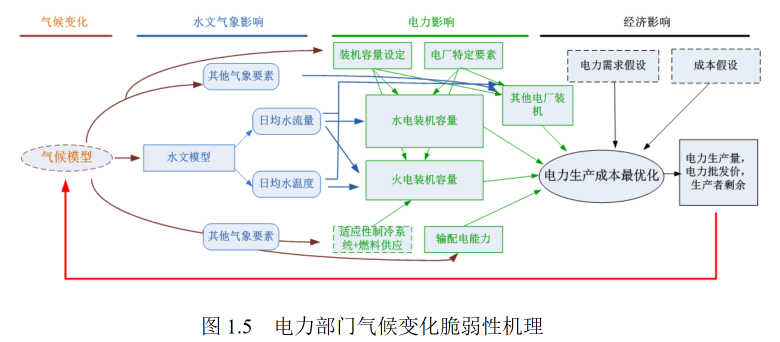 气候变化
水文气象影响
电力影响
经济影响
装机容量设定
电厂特定要素
电力需求假设
成本假设
其他气象要素
其他电厂装
机
日均水流量
水电装机容量
气候模型
水文模型
电力生产成本最优化
电力生产量，
电力批发价，
生产者剩余
日均水温度
火电装机容量
其他气象要素
适应性制冷系
统+燃料供应
输配电能力
图 1.5 电力部门气候变化脆弱性机理